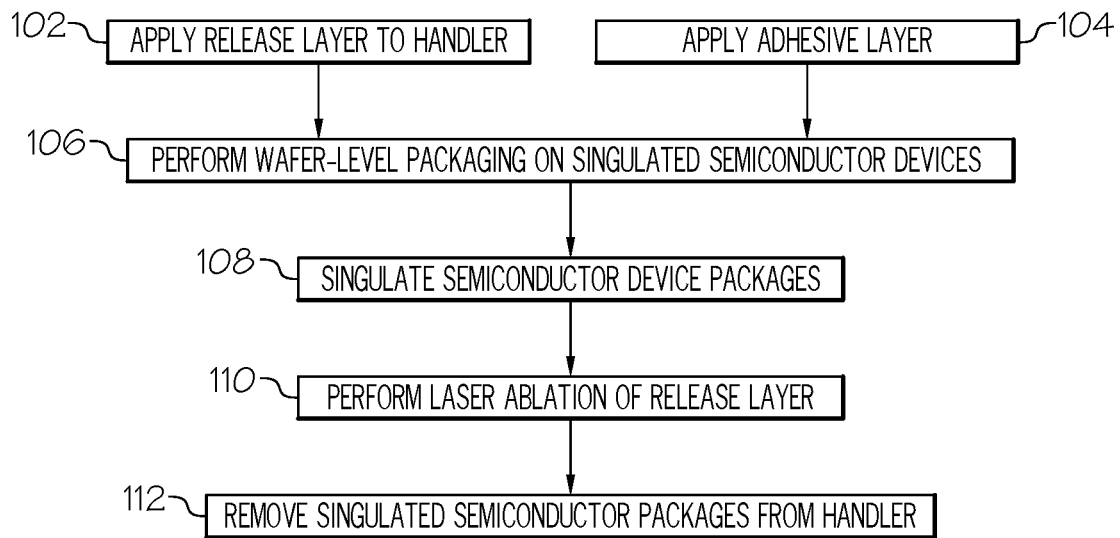 102 APPLY RELEASE LAYER TO HANDLER
APPLY ADHESIVE LAYER 104
106 PERFORM WAFER-LEVEL PACKAGING ON SINGULATED SEMICONDUCTOR DEVICES
108 SINGULATE SEMICONDUCTOR DEVICE PACKAGES
110 PERFORM LASER ABLATION OF RELEASE LAYER
112 REMOVE SINGULATED SEMICONDUCTOR PACKAGES FROM HANDLER